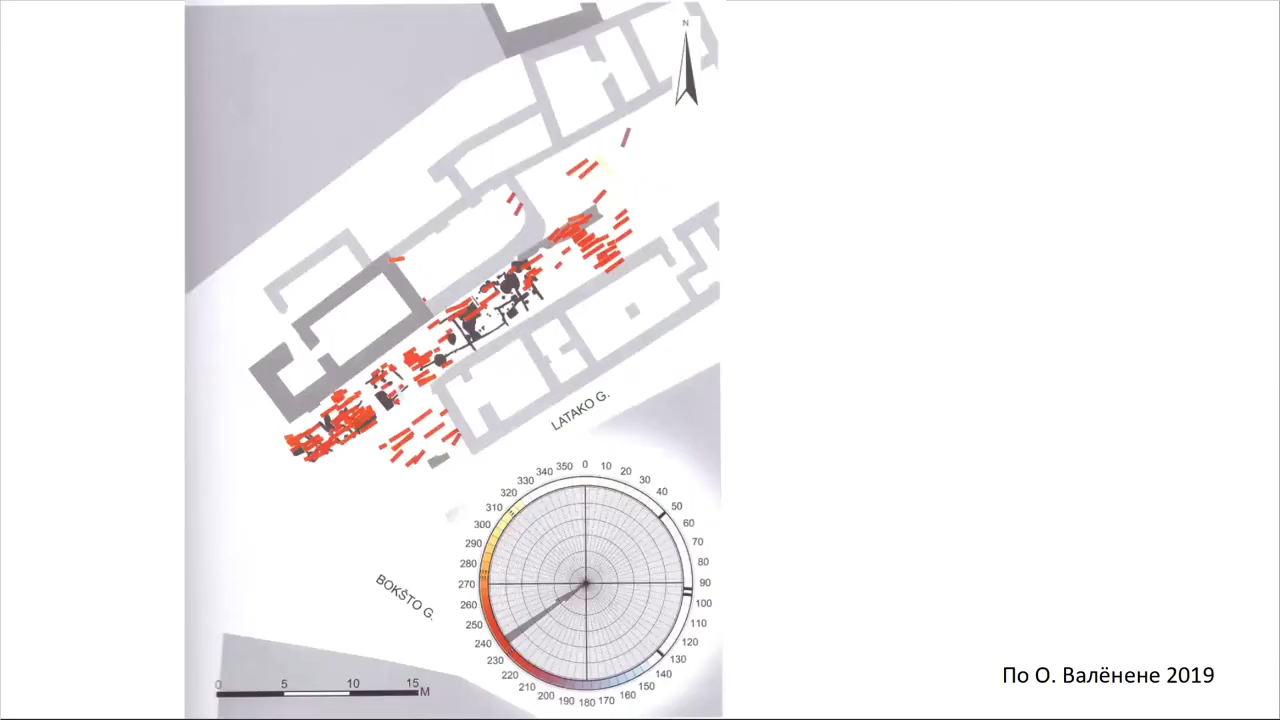 N
LATAKO G.
BOKŠTO G.
0 10 20 30 40 50 60 70 80 90 100 110 120 130 140 150 160 170 180 190 200 210 220 230 240 250 260 270 280 290 300 310 320 330 340 350
0 5 10 15 M
По О. Валёнене 2019